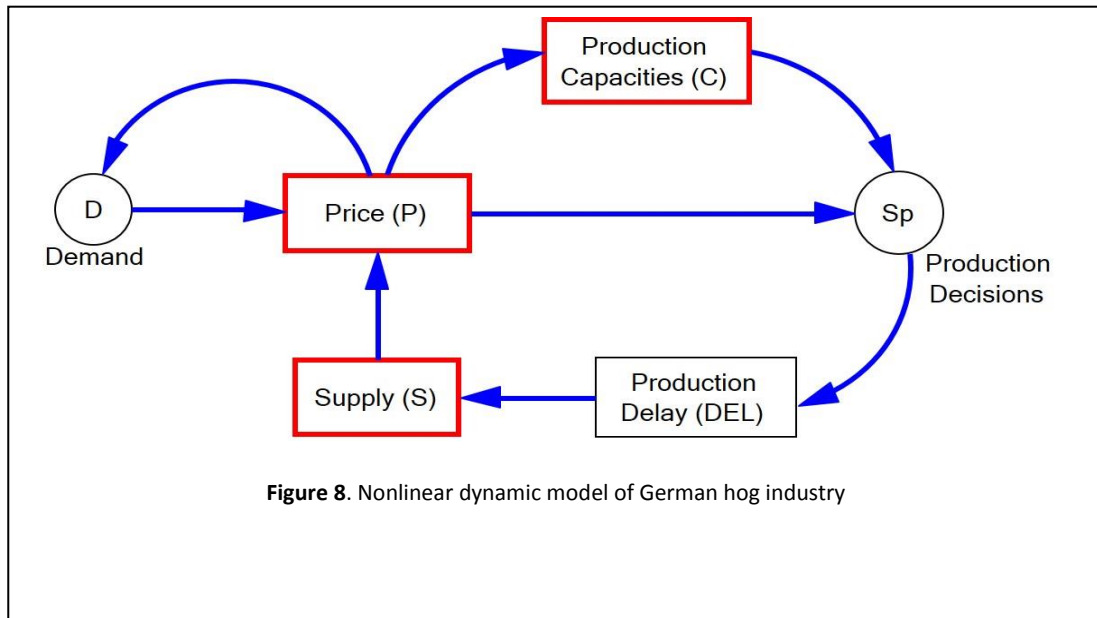 Production
Capacities (C)
D
Demand
Price (P)
Sp
Production
Decisions
Supply (S)
Production
Delay (DEL)
Figure 8. Nonlinear dynamic model of German hog industry